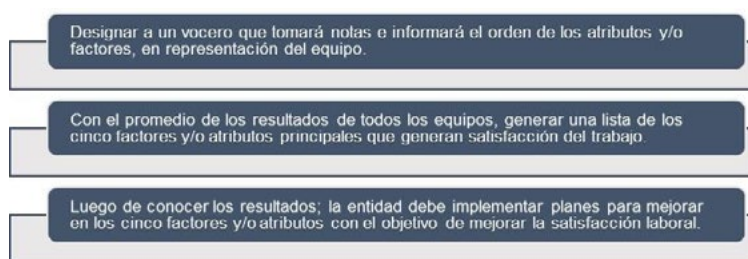 Designar a un vocero que tomará notas e informará el orden de los atributos y/o
factores, en representación del equipo.
Con el promedio de los resultados de todos los equipos, generar una lista de los
cinco factores y/o atributos principales que generan satisfacción del trabajo.
Luego de conocer los resultados; la entidad debe implementar planes para mejorar
en los cinco factores y/o atributos con el objetivo de mejorar la satisfacción laboral.